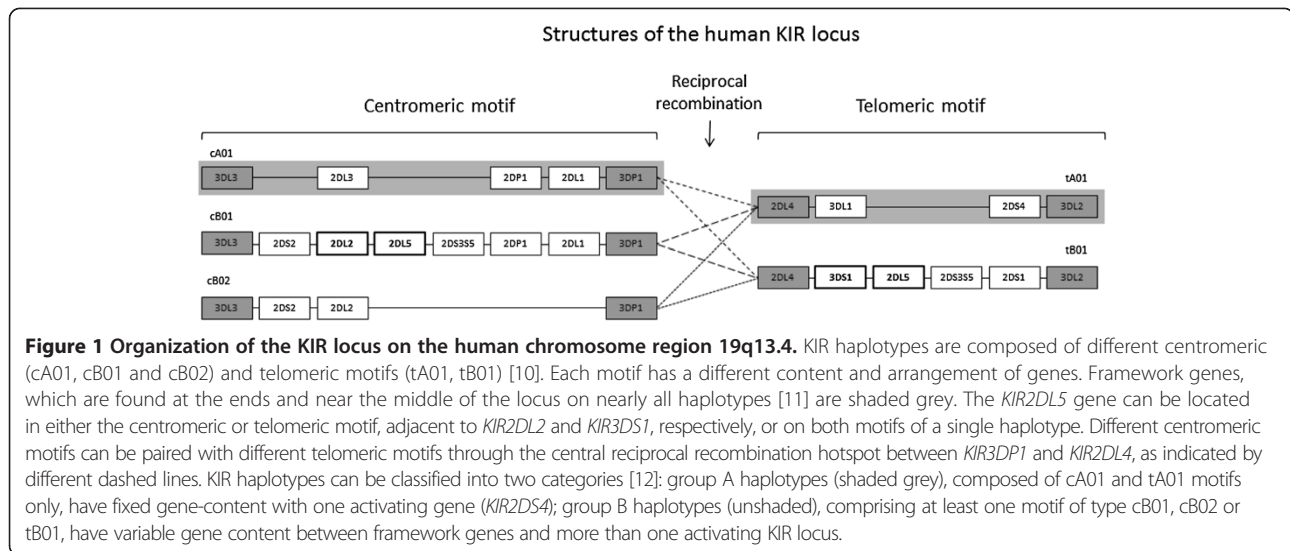 Structures of the human KIR locus
Reciprocal
recombination
Centromeric motif
Telomeric motif
cA01
3DL3 2DL3 2DP1 2DL1 3DP1
tA01
2DL4 3DL1 2DS4 3DL2
cB01
3DL3 2DS2 2DL2 2DL5 2DS3S5 2DP1 2DL1 3DP1
tB01
2DL4 3DS1 2DL5 2DS3S5 2DS1 3DL2
cB02
3DL3 2DS2 2DL2 3DP1
Figure 1 Organization of the KIR locus on the human chromosome region 19q13.4. KIR haplotypes are composed of different centromeric
(cA01, cB01 and cB02) and telomeric motifs (tA01, tB01) [10]. Each motif has a different content and arrangement of genes. Framework genes,
which are found at the ends and near the middle of the locus on nearly all haplotypes [11] are shaded grey. The KIR2DL5 gene can be located
in either the centromeric or telomeric motif, adjacent to KIR2DL2 and KIR3DS1, respectively, or on both motifs of a single haplotype. Different centromeric
motifs can be paired with different telomeric motifs through the central reciprocal recombination hotspot between KIR3DP1 and KIR2DL4, as indicated by
different dashed lines. KIR haplotypes can be classified into two categories [12]: group A haplotypes (shaded grey), composed of cA01 and tA01 motifs
only, have fixed gene-content with one activating gene (KIR2DS4); group B haplotypes (unshaded), comprising at least one motif of type cB01, cB02 or
tB01, have variable gene content between framework genes and more than one activating KIR locus.